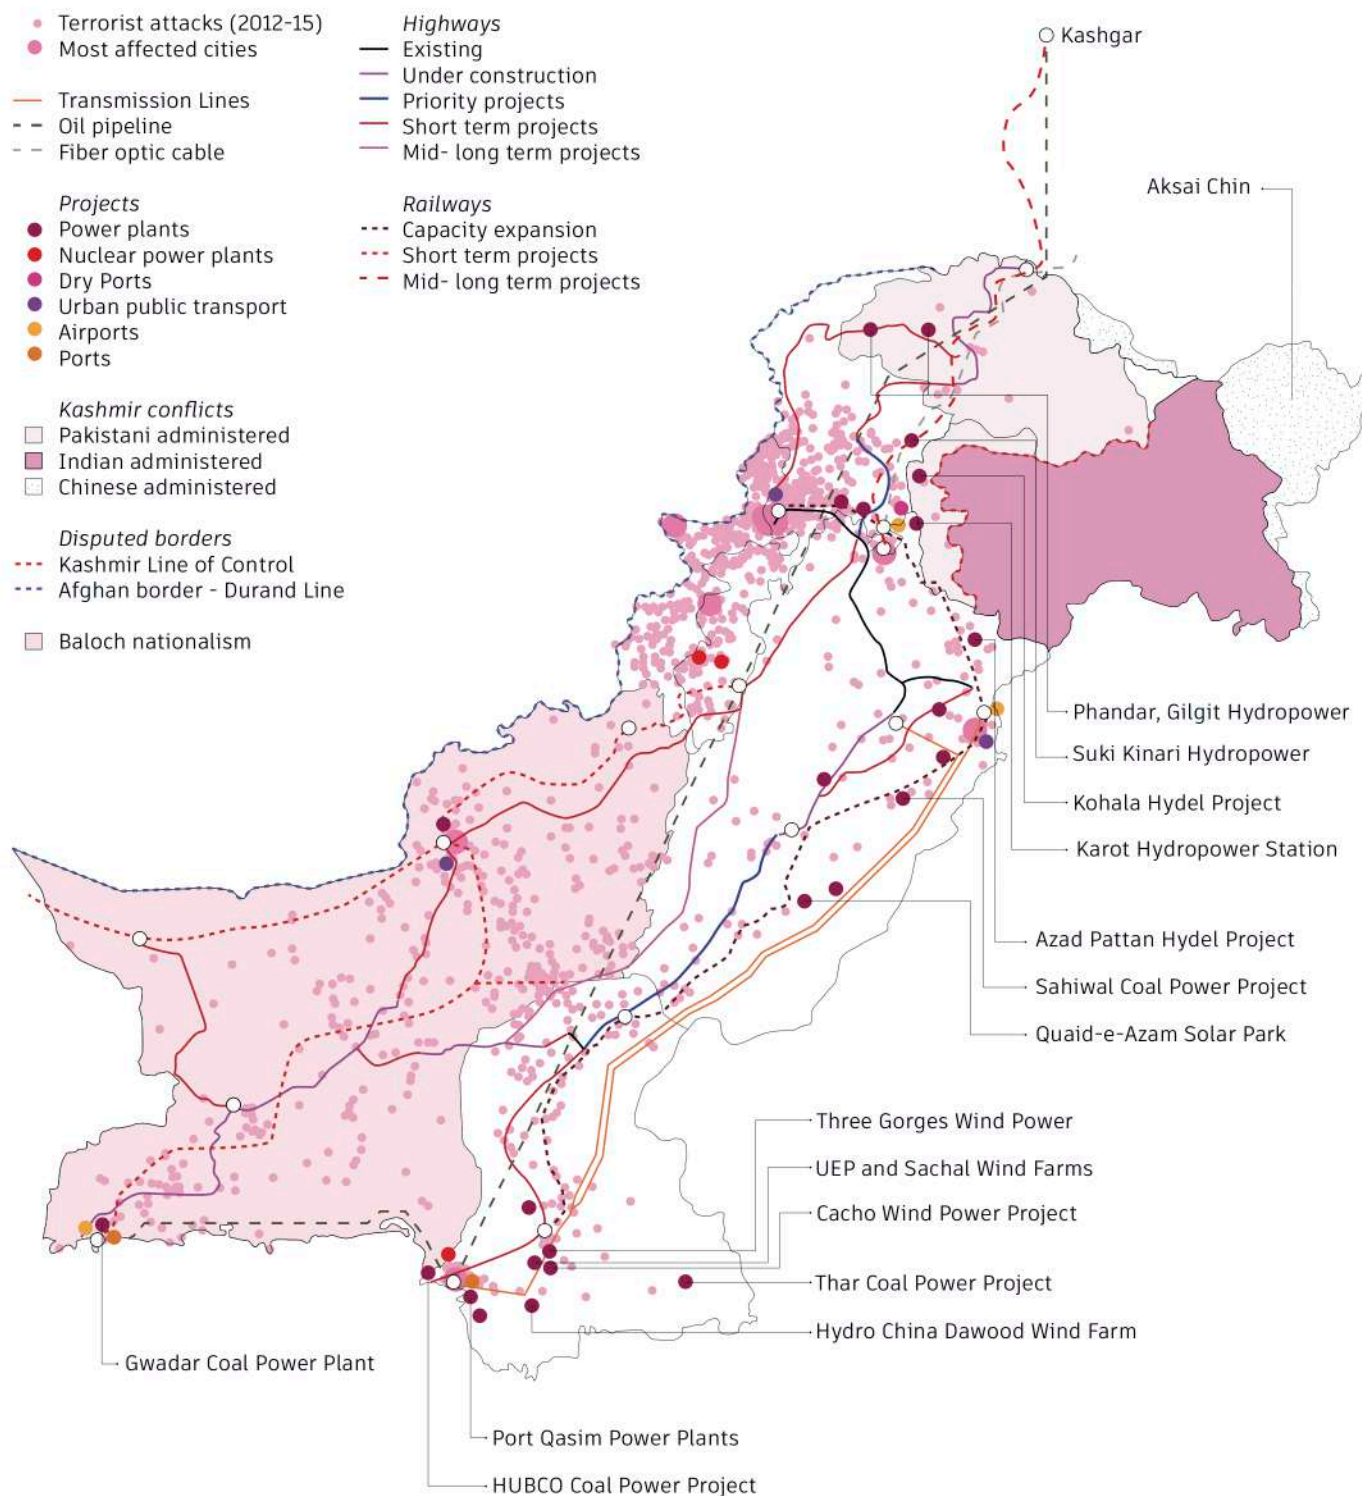 Terrorist attacks (2012-15)
Most affected cities
Transmission Lines
Oil pipeline
Fiber optic cable
Projects
Power plants
Nuclear power plants
Dry Ports
Urban public transport
Airports
Ports
Kashmir conflicts
Pakistani administered
Indian administered
Chinese administered
Disputed borders
Kashmir Line of Control
Afghan border - Durand Line
Baloch nationalism
Highways
Existing
Under construction
Priority projects
Short term projects
Mid- long term projects
Railways
Capacity expansion
Short term projects
Mid- long term projects
Kashgar
Aksai Chin
Phandar, Gilgit Hydropower
Suki Kinari Hydropower
Kohala Hydel Project
Karot Hydropower Station
Azad Pattan Hydel Project
Sahiwal Coal Power Project
Quaid-e-Azam Solar Park
Three Gorges Wind Power
UEP and Sachal Wind Farms
Cacho Wind Power Project
Thar Coal Power Project
Hydro China Dawood Wind Farm
Gwadar Coal Power Plant
Port Qasim Power Plants
HUBCO Coal Power Project